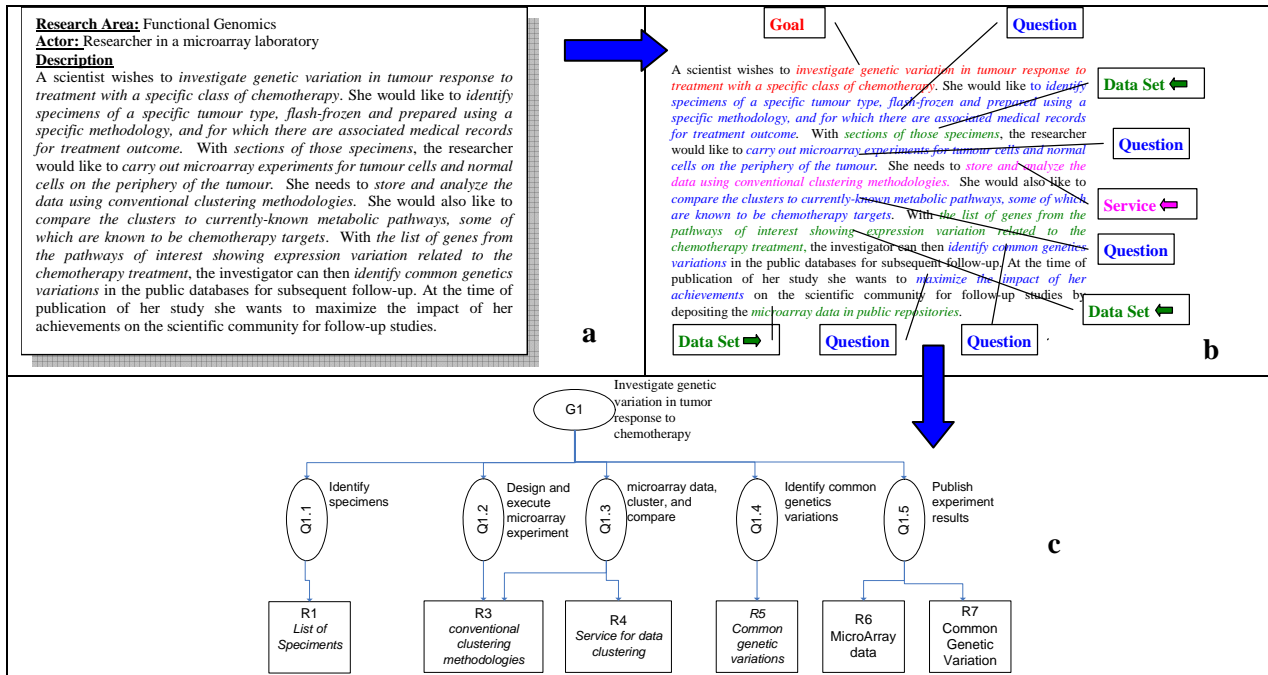 Research Area: Functional Genomics
Actor: Researcher in a microarray laboratory
Description
A scientist wishes to investigate genetic variation in tumour response to
treatment with a specific class of chemotherapy. She would like to identify
specimens of a specific tumour type, flash-frozen and prepared using a
specific methodology, and for which there are associated medical records
for treatment outcome. With sections of those specimens, the researcher
would like to carry out microarray experiments for tumour cells and normal
cells on the periphery of the tumour. She needs to store and analyze the
data using conventional clustering methodologies. She would also like to
compare the clusters to currently-known metabolic pathways, some of
which are known to be chemotherapy targets. With the list of genes from
the pathways of interest showing expression variation related to the
chemotherapy treatment, the investigator can then identify common genetics
variations in the public databases for subsequent follow-up. At the time of
publication of her study she wants to maximize the impact of her
achievements on the scientific community for follow-up studies.
a
Goal
Question
A scientist wishes to investigate genetic variation in tumour response to
treatment with a specific class of chemotherapy. She would like to identify
specimens of a specific tumour type, flash-frozen and prepared using a
specific methodology, and for which there are associated medical records
for treatment outcome. With sections of those specimens, the researcher
would like to carry out microarray experiments for tumour cells and normal
cells on the periphery of the tumour. She needs to store and analyze the
data using conventional clustering methodologies. She would also like to
compare the clusters to currently-known metabolic pathways, some of which
are known to be chemotherapy targets. With the list of genes from the
pathways of interest showing expression variation related to the
chemotherapy treatment, the investigator can then identify common genetics
variations in the public databases for subsequent follow-up. At the time of
publication of her study she wants to maximize the impact of her
achievements on the scientific community for follow-up studies by
depositing the microarray data in public repositories.
Data Set
Question
Service
Question
Data Set
Data Set
Question
Question
b
G1
Investigate genetic
variation in tumor
response to
chemotherapy
Q1.1
Identify
specimens
Q1.2
Design and
execute
microarray
experiment
Q1.3
microarray data,
cluster, and
compare
Q1.4
Identify common
genetics
variations
Q1.5
Publish
experiment
results
c
R1
List of
Speciments
R3
conventional
clustering
methodologies
R4
Service for data
clustering
R5
Common
genetic
variations
R6
MicroArray
data
R7
Common
Genetic
Variation